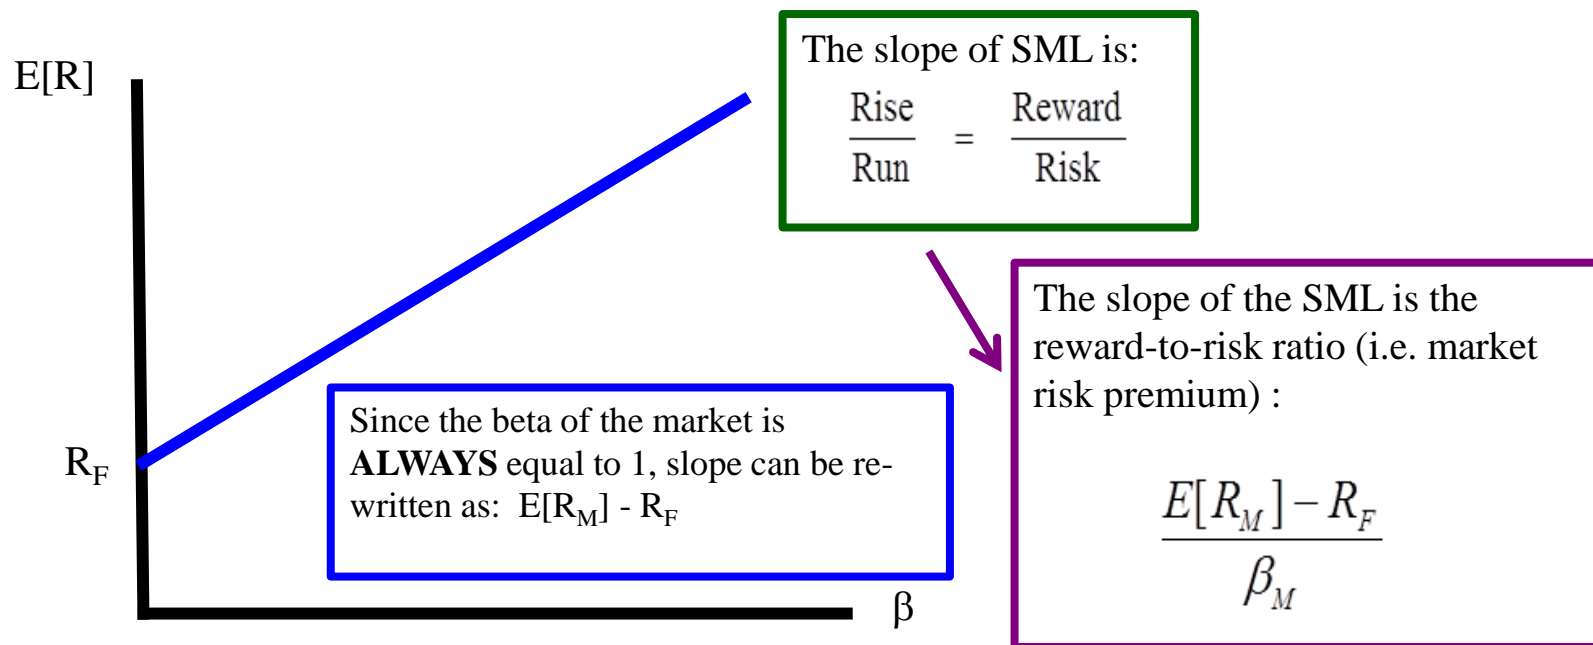 E[R]
The slope of SML is:
Rise
Run
=
Reward
Risk
The slope of the SML is the
reward-to-risk ratio (i.e. market
risk premium) :
E[R_M] – R_F
β_M
Since the beta of the market is
ALWAYS equal to 1, slope can be re-
written as: E[R_M] - R_F
R_F
β